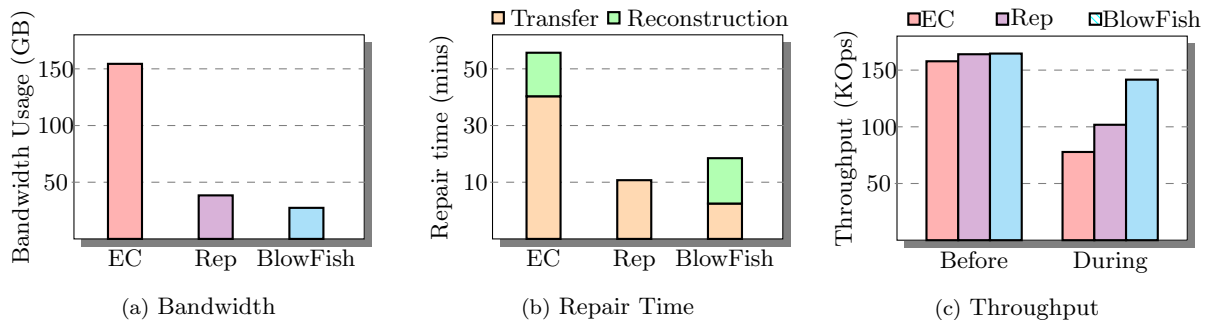 Bandwidth Usage (GB)
150
100
50
EC Rep BlowFish
(a) Bandwidth
Transfer Reconstruction
Repair time (mins)
50
30
10
EC Rep BlowFish
(b) Repair Time
EC Rep BlowFish
Throughput (KOps)
150
100
50
Before During
(c) Throughput